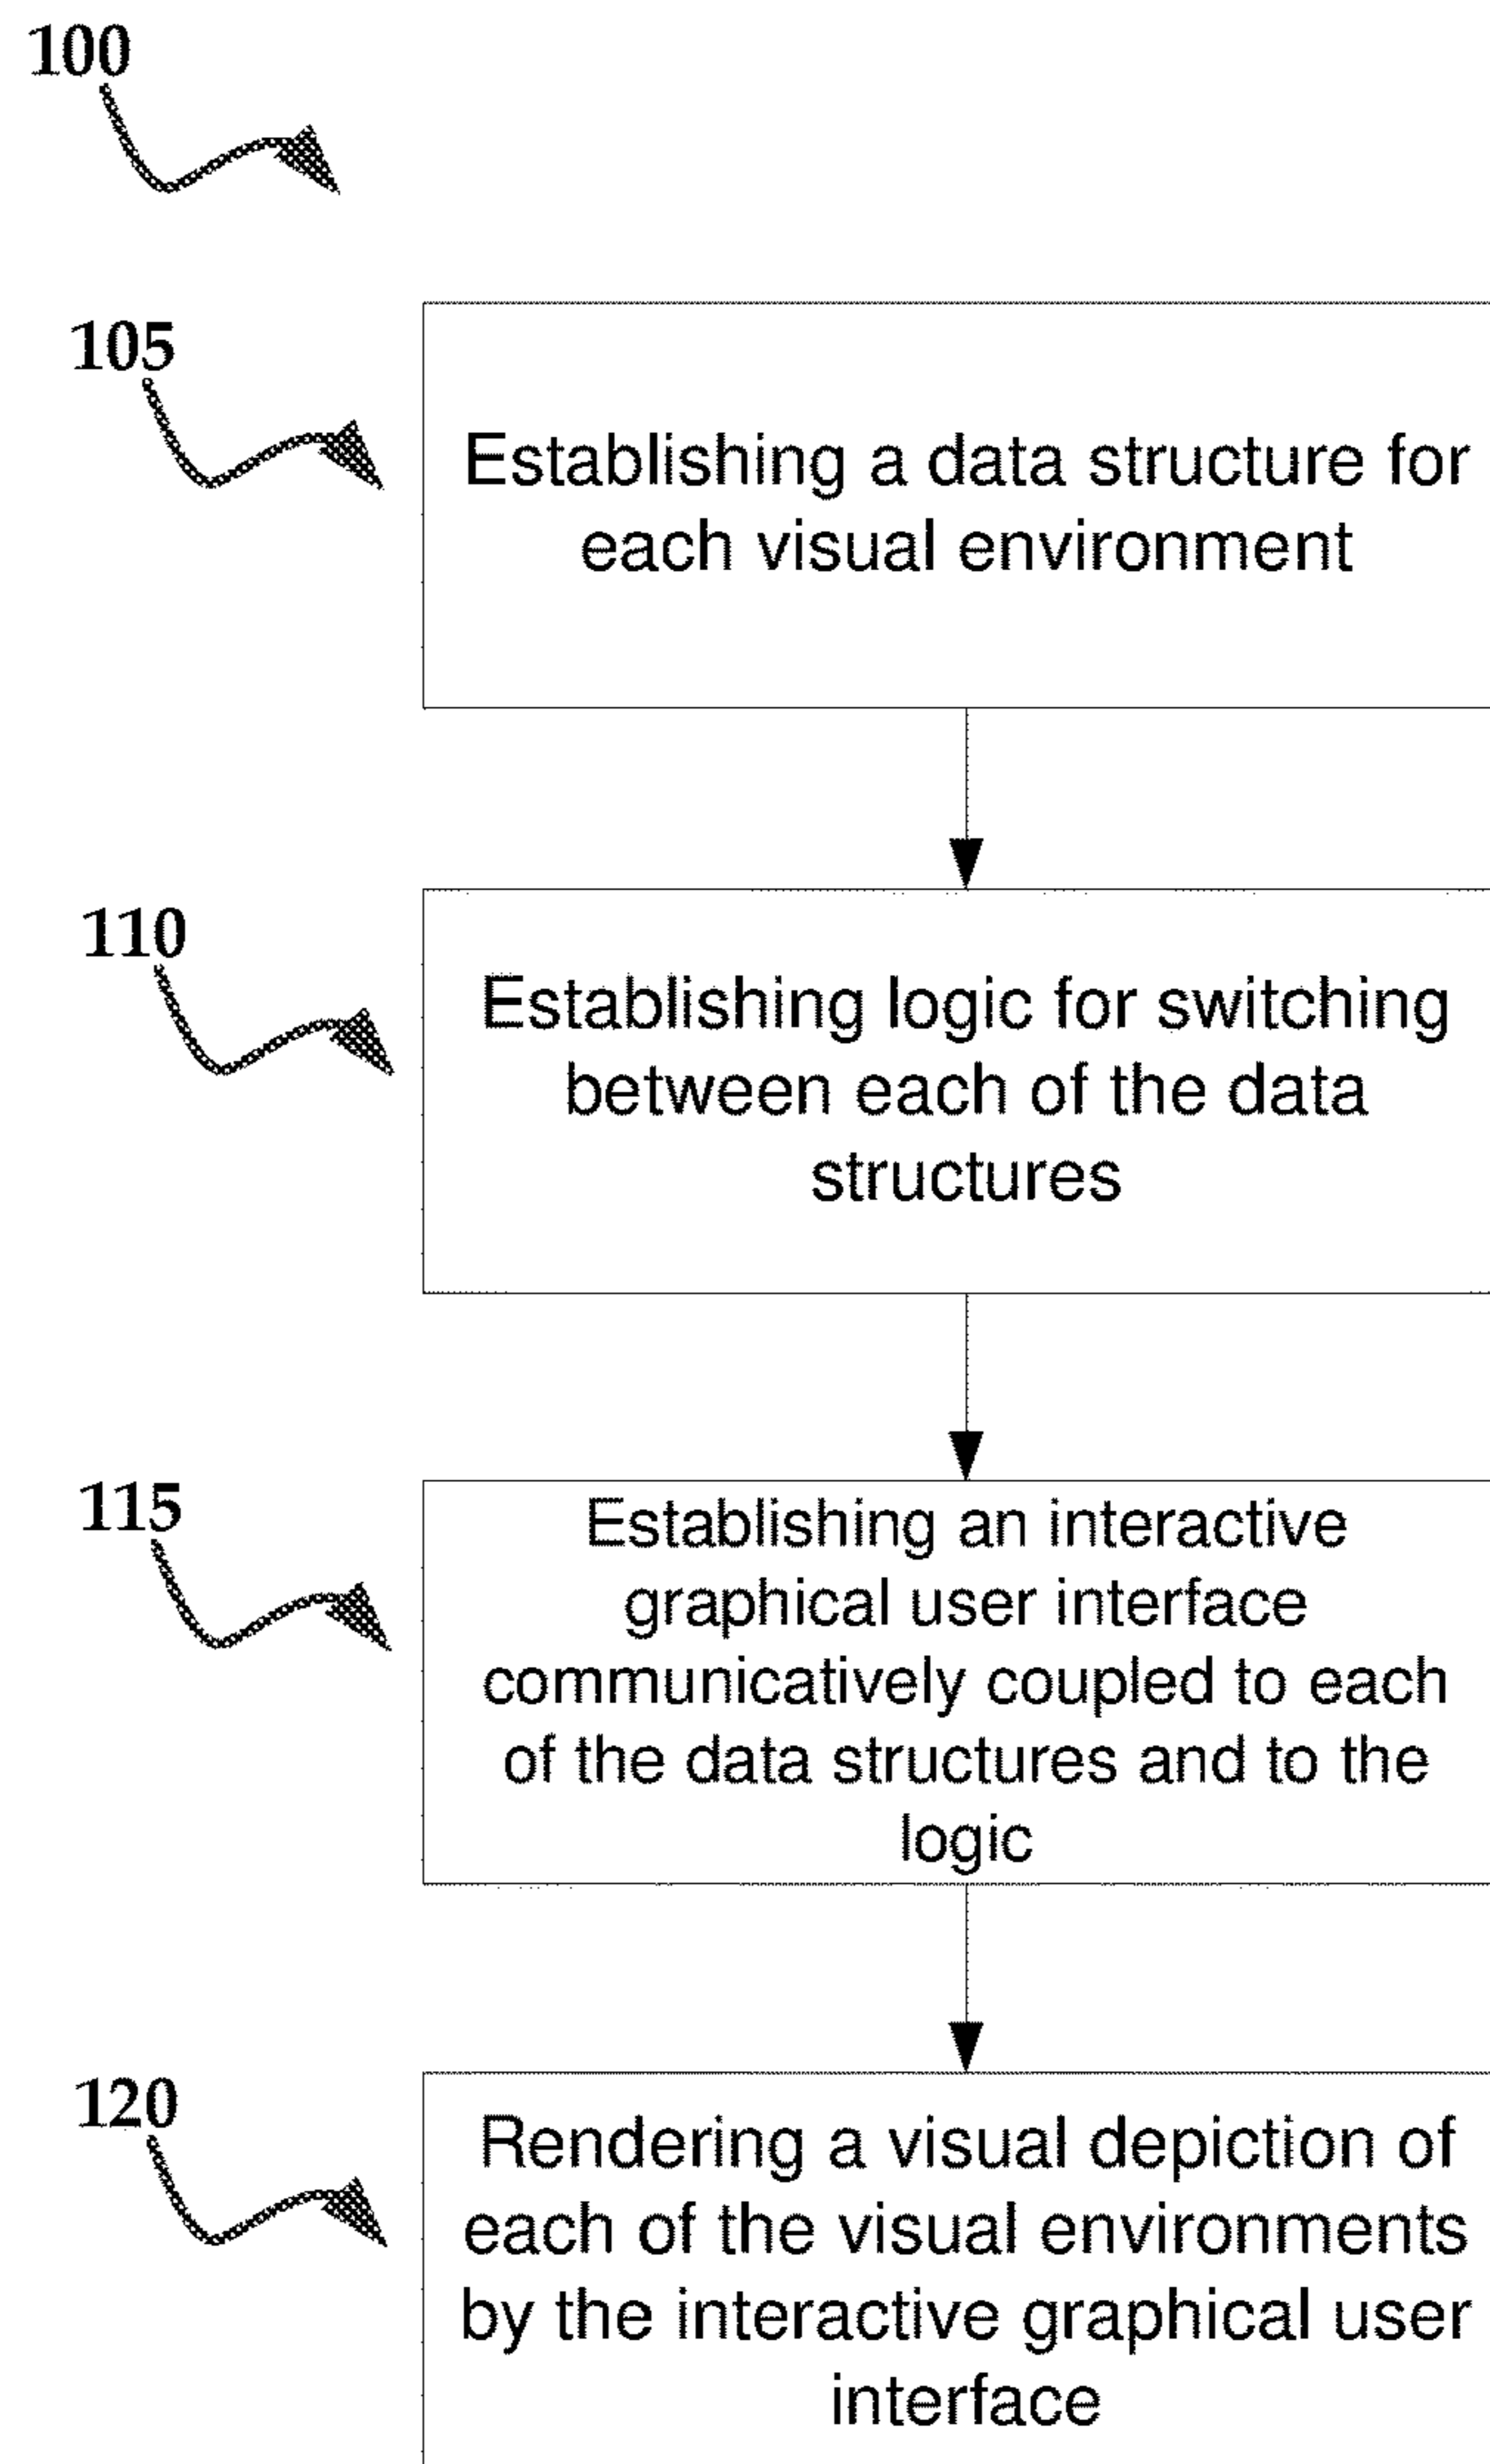 100
105
Establishing a data structure for
each visual environment
110
Establishing logic for switching
between each of the data
structures
115
Establishing an interactive
graphical user interface
communicatively coupled to each
of the data structures and to the
logic
120
Rendering a visual depiction of
each of the visual environments
by the interactive graphical user
interface